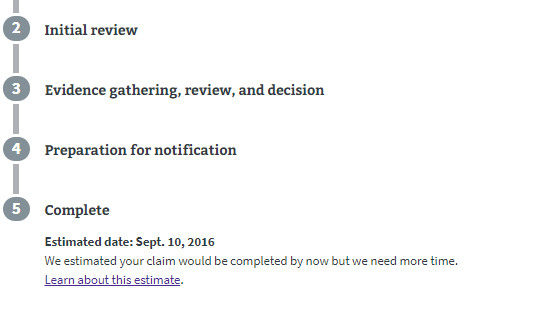 2 Initial review
3 Evidence gathering, review, and decision
4 Preparation for notification
5 Complete
Estimated date: Sept. 10, 2016
We estimated your claim would be completed by now but we need more time.
Learn about this estimate.